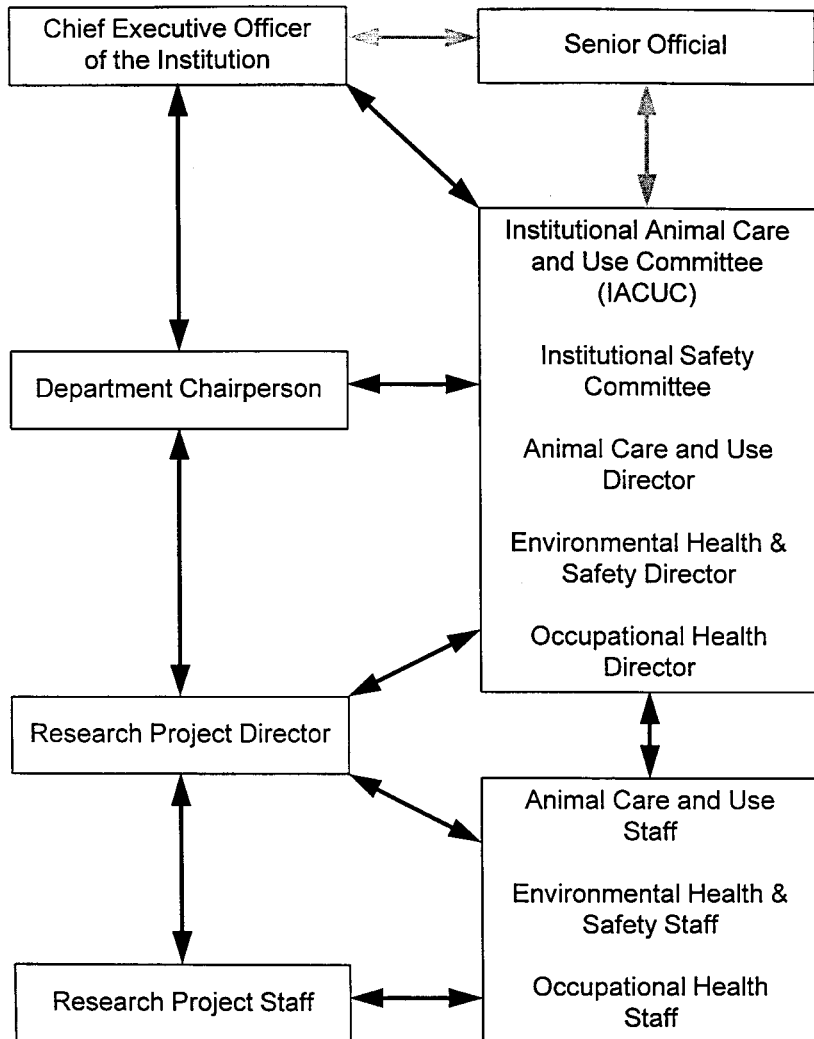 Chief Executive Officer
of the Institution
Senior Official
Institutional Animal Care
and Use Committee
(IACUC)
Institutional Safety
Committee
Department Chairperson
Animal Care and Use
Director
Environmental Health &
Safety Director
Occupational Health
Director
Research Project Director
Animal Care and Use
Staff
Environmental Health &
Safety Staff
Research Project Staff
Occupational Health
Staff